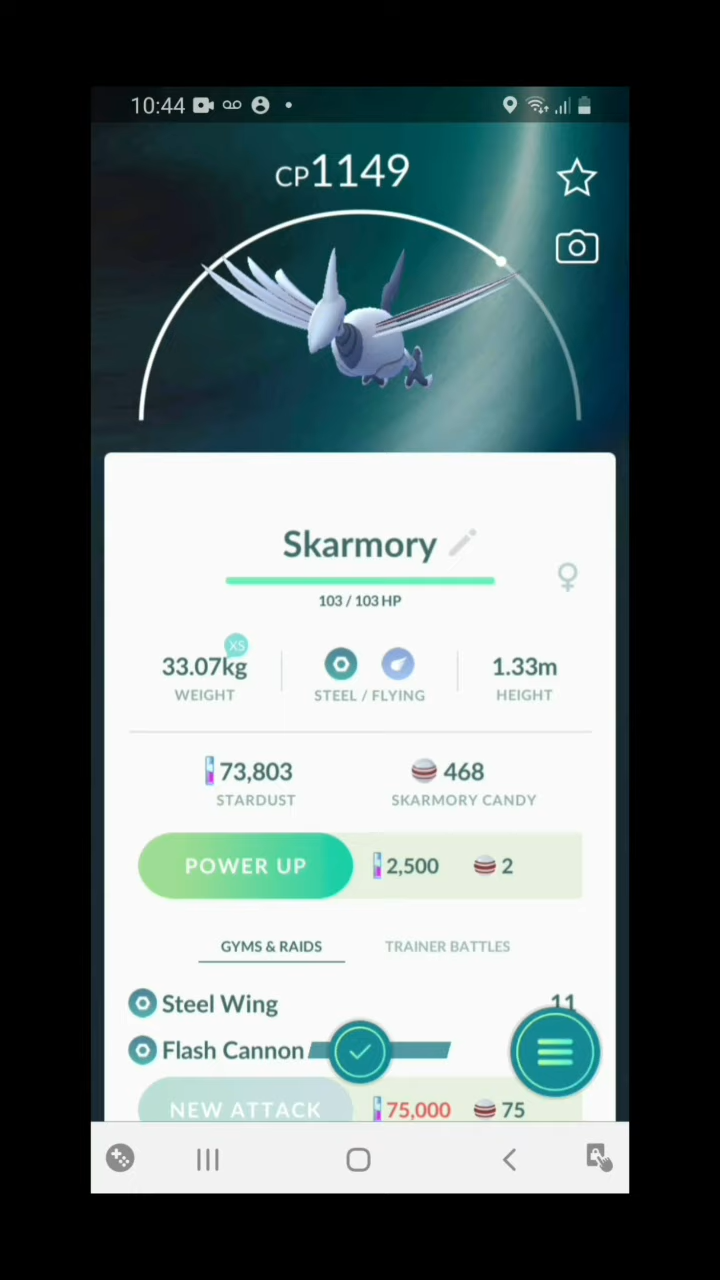 10:44
CP1149
Skarmory
103 / 103 HP
XS
33.07kg
WEIGHT
STEEL / FLYING
1.33m
HEIGHT
73,803
STARDUST
468
SKARMORY CANDY
POWER UP
2,500
2
GYMS & RAIDS
TRAINER BATTLES
Steel Wing
11
Flash Cannon
NEW ATTACK
75,000
75